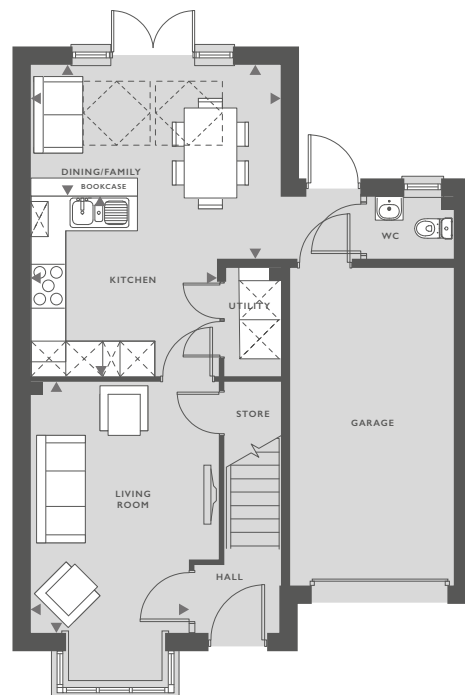 DINING/FAMILY
BOOKCASE
WC
KITCHEN
UTILITY
STORE
GARAGE
LIVING
ROOM
HALL